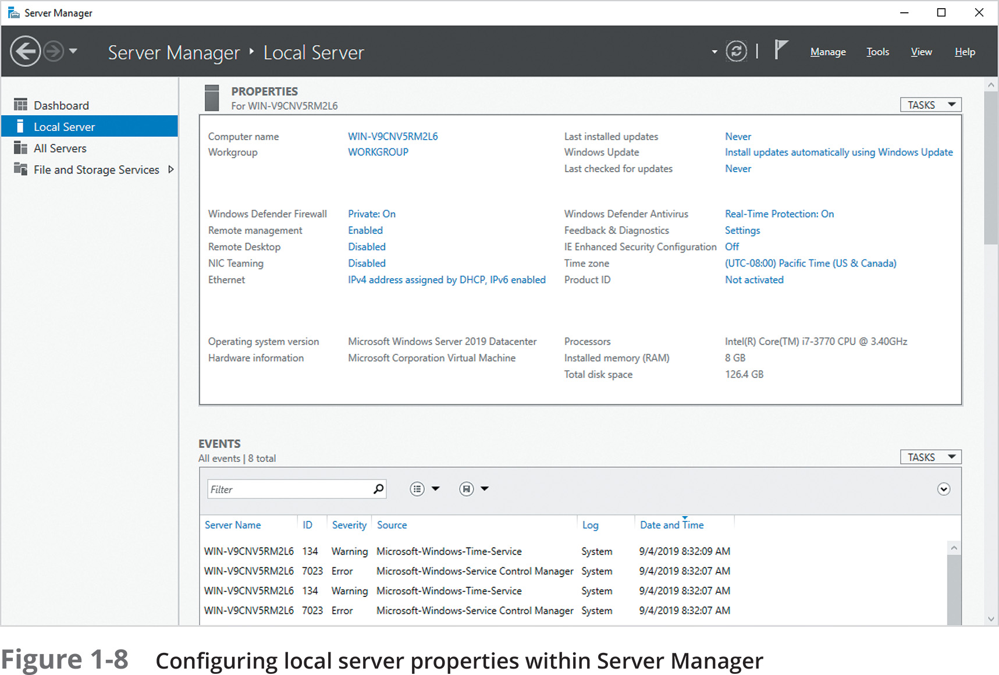 Server Manager
Server Manager ‣ Local Server
Manage Tools View Help
Dashboard
Local Server
All Servers
File and Storage Services
PROPERTIES
For WIN-V9CNV5RM2L6
TASKS
Computer name WIN-V9CNV5RM2L6 Last installed updates Never
Workgroup WORKGROUP Windows Update Install updates automatically using Windows Update
Last checked for updates Never
Windows Defender Firewall Private: On Windows Defender Antivirus Real-Time Protection: On
Remote management Enabled Feedback & Diagnostics Settings
Remote Desktop Disabled IE Enhanced Security Configuration Off
NIC Teaming Disabled Time zone (UTC-08:00) Pacific Time (US & Canada)
Ethernet IPv4 address assigned by DHCP, IPv6 enabled Product ID Not activated
Operating system version Microsoft Windows Server 2019 Datacenter Processors Intel(R) Core(TM) i7-3770 CPU @ 3.40GHz
Hardware information Microsoft Corporation Virtual Machine Installed memory (RAM) 8 GB
Total disk space 126.4 GB
EVENTS
All events | 8 total
TASKS
Filter
Server Name ID Severity Source Log Date and Time
WIN-V9CNV5RM2L6 134 Warning Microsoft-Windows-Time-Service System 9/4/2019 8:32:09 AM
WIN-V9CNV5RM2L6 7023 Error Microsoft-Windows-Service Control Manager System 9/4/2019 8:32:07 AM
WIN-V9CNV5RM2L6 134 Warning Microsoft-Windows-Time-Service System 9/4/2019 8:32:07 AM
WIN-V9CNV5RM2L6 7023 Error Microsoft-Windows-Service Control Manager System 9/4/2019 8:32:07 AM
Figure 1-8 Configuring local server properties within Server Manager